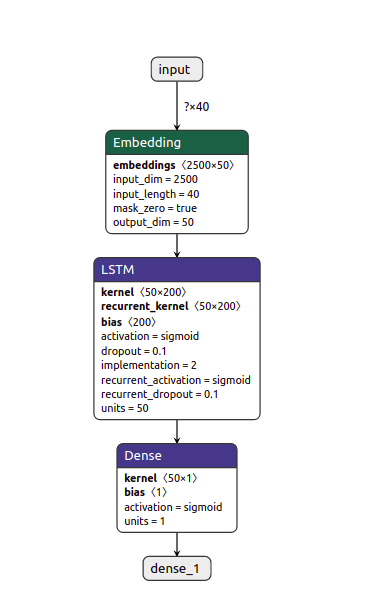 input
?×40
Embedding
embeddings 〈2500×50〉
input_dim = 2500
input_length = 40
mask_zero = true
output_dim = 50
LSTM
kernel 〈50×200〉
recurrent_kernel 〈50×200〉
bias 〈200〉
activation = sigmoid
dropout = 0.1
implementation = 2
recurrent_activation = sigmoid
recurrent_dropout = 0.1
units = 50
Dense
kernel 〈50×1〉
bias 〈1〉
activation = sigmoid
units = 1
dense_1